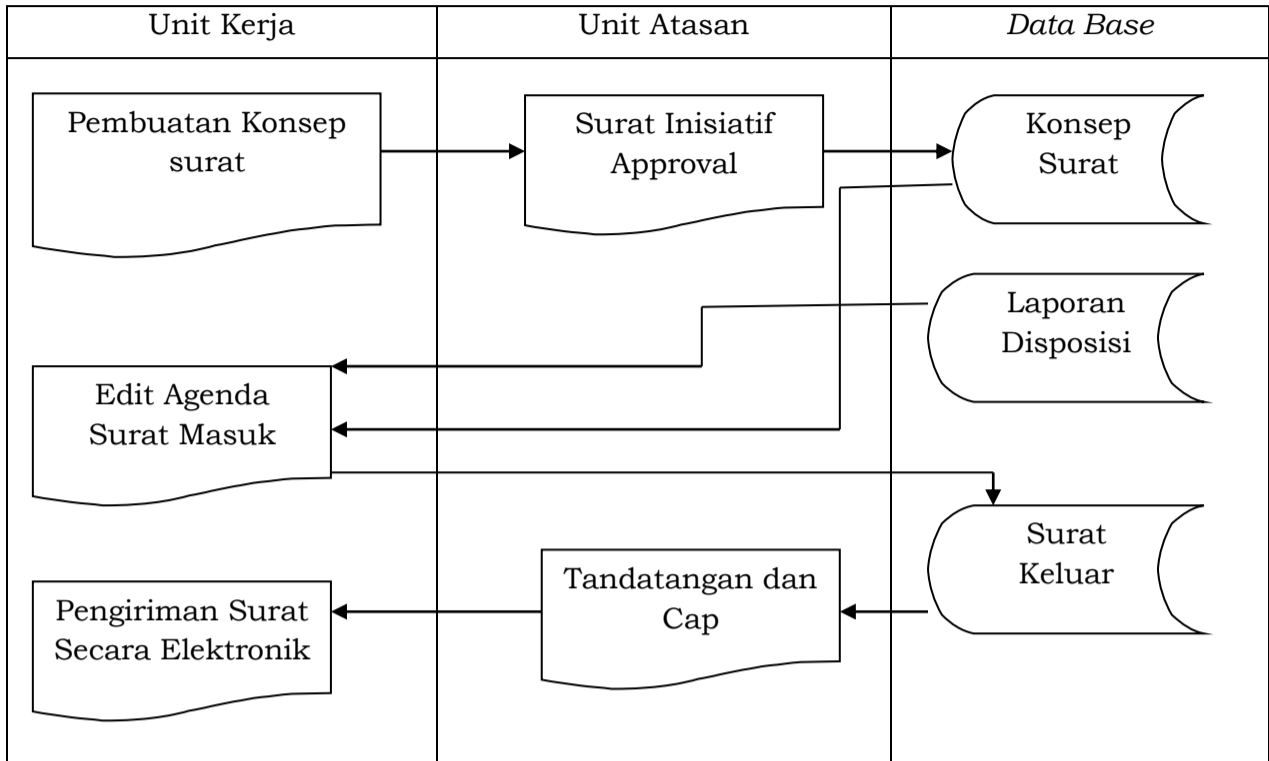 Unit Kerja
Unit Atasan
Data Base
Pembuatan Konsep
surat
Surat Inisiatif
Approval
Konsep
Surat
Laporan
Disposisi
Edit Agenda
Surat Masuk
Surat
Keluar
Tandatangan dan
Cap
Pengiriman Surat
Secara Elektronik